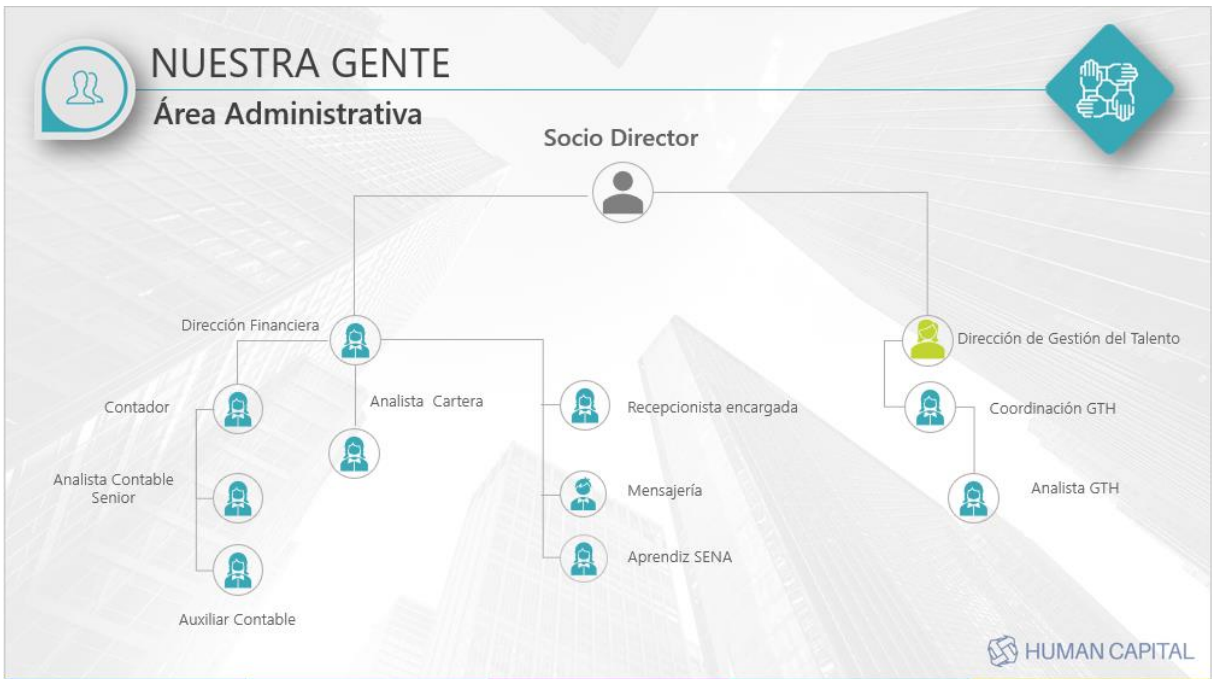 NUESTRA GENTE
Área Administrativa
Socio Director
Dirección Financiera
Dirección de Gestión del Talento
Contador
Analista Cartera
Recepcionista encargada
Coordinación GTH
Analista Contable
Senior
Mensajería
Analista GTH
Aprendiz SENA
Auxiliar Contable
HUMAN CAPITAL